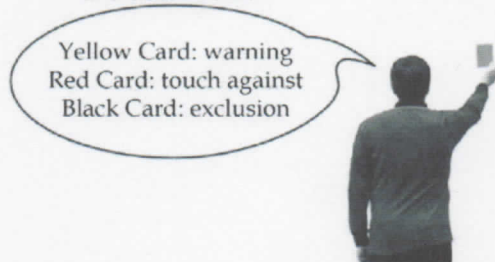 Yellow Card: warning
Red Card: touch against
Black Card: exclusion